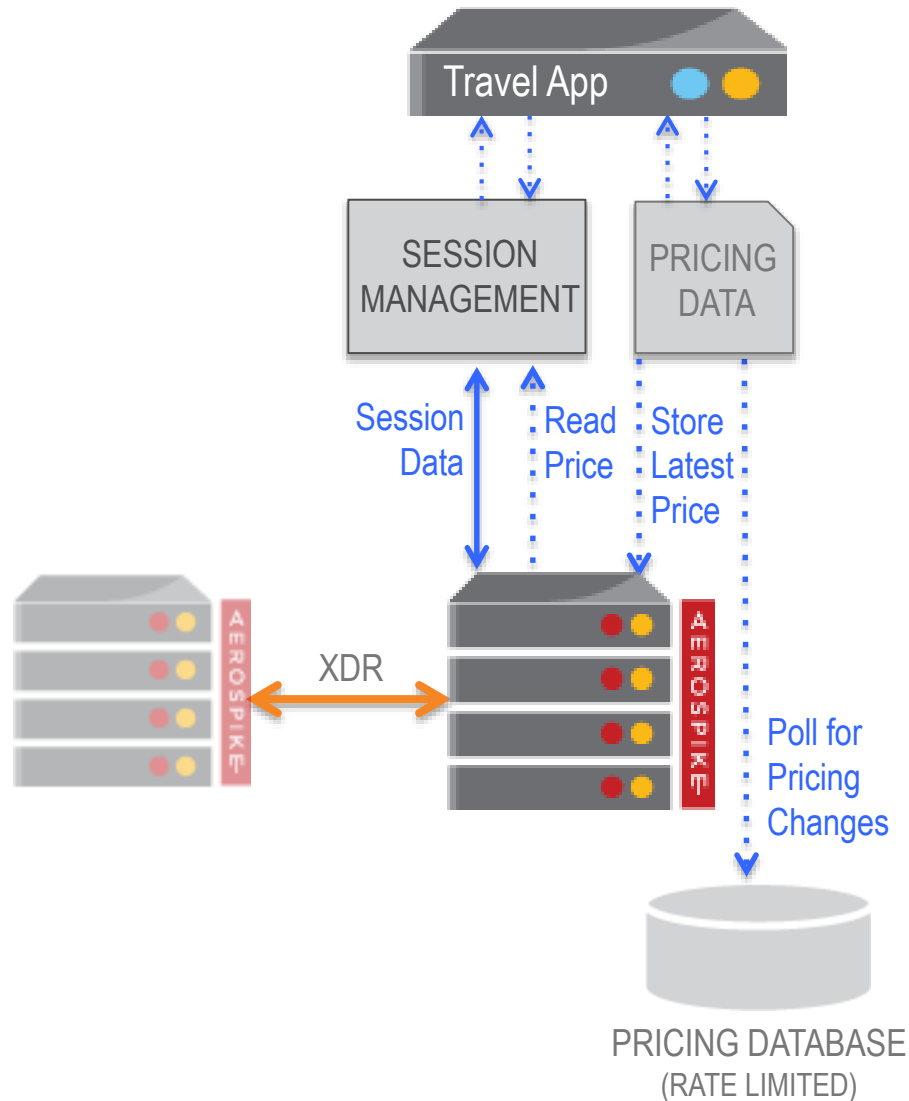 Travel App
SESSION
MANAGEMENT
PRICING
DATA
Session
Data
Read
Price
Store
Latest
Price
AEROSPIKE
XDR
AEROSPIKE
Poll for
Pricing
Changes
PRICING DATABASE
(RATE LIMITED)